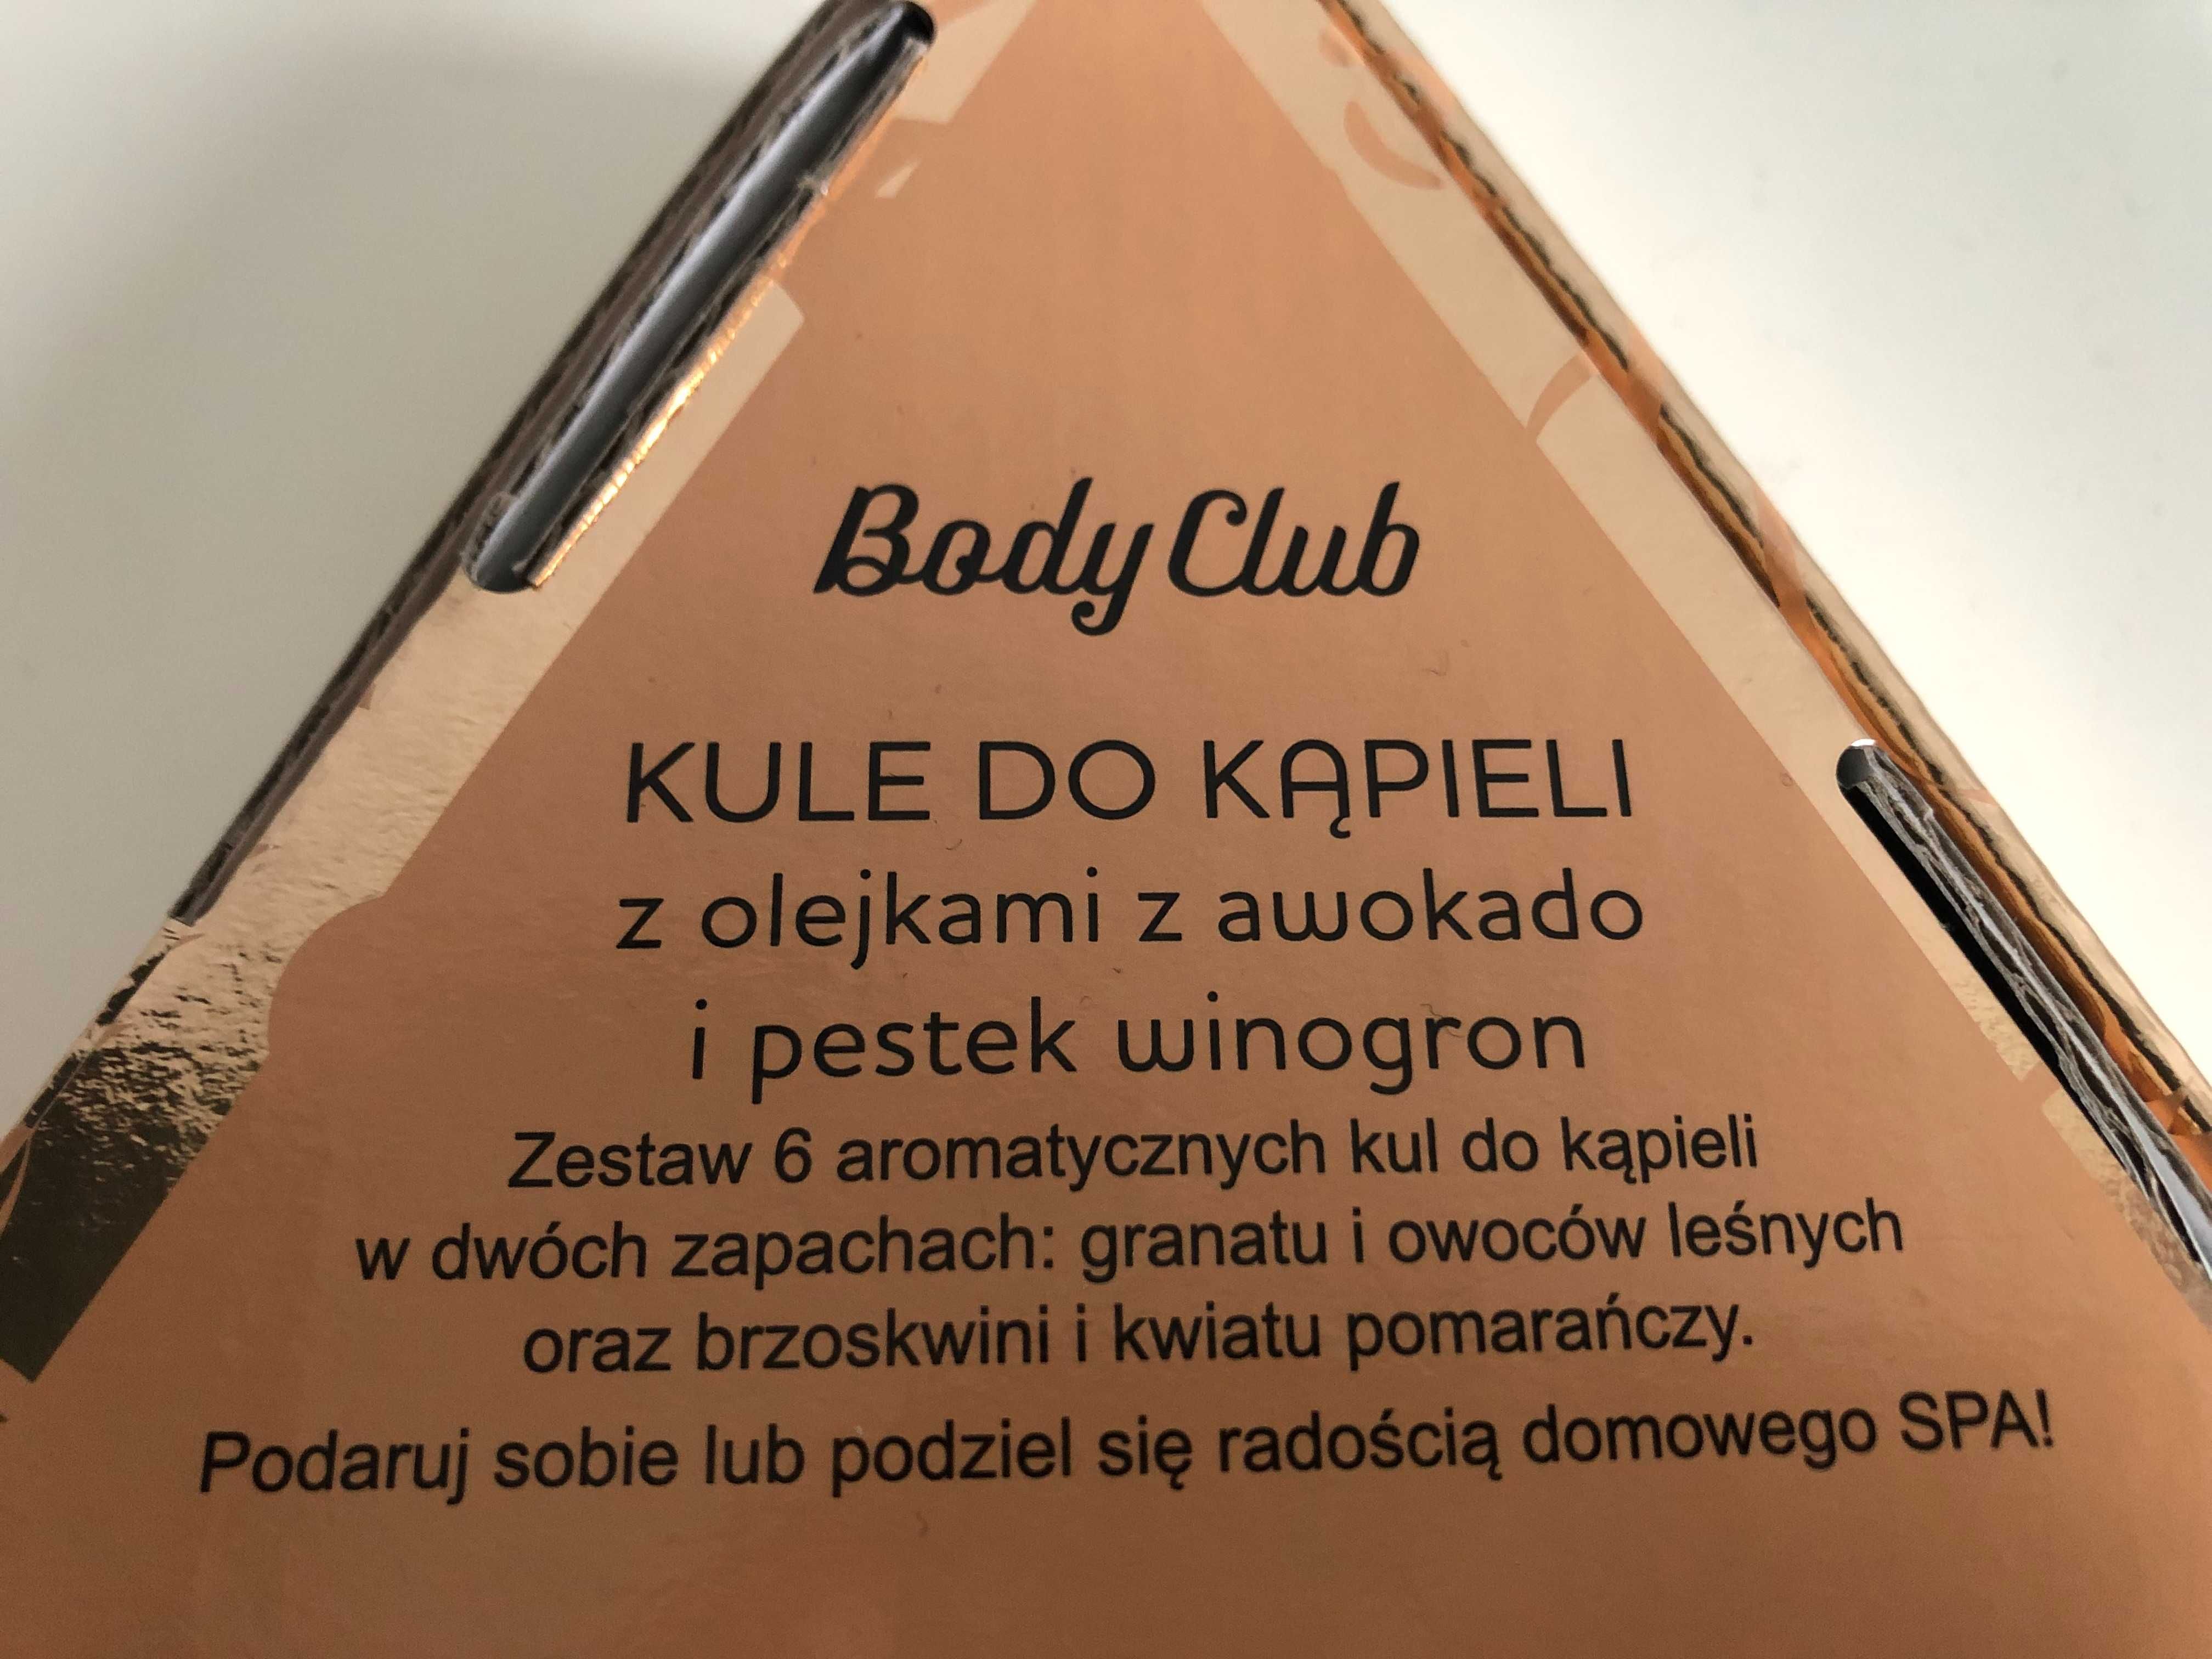 Body Club
KULE DO KĄPIELI
z olejkami z awokado
i pestek winogron
Zestaw 6 aromatycznych kul do kąpieli
w dwóch zapachach: granatu i owoców leśnych
oraz brzoskwini i kwiatu pomarańczy.
Podaruj sobie lub podziel się radością domowego SPA!